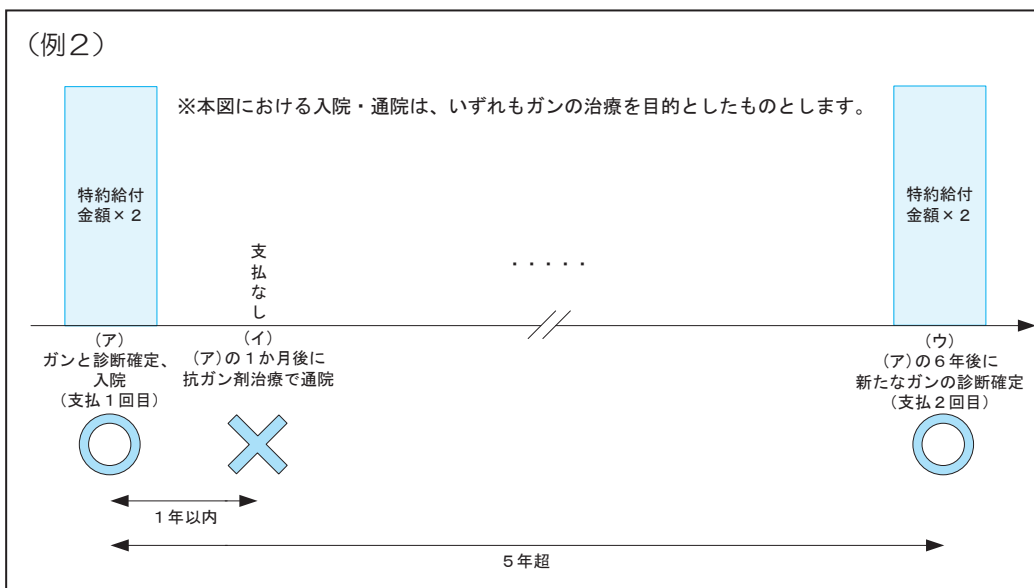 （例２）
※本図における入院・通院は、いずれもガンの治療を目的としたものとします。
特約給付
金額×２
支払なし
・・・・・
特約給付
金額×２
（ア）
ガンと診断確定、
入院
（支払１回目）
（イ）
（ア）の１か月後に
抗ガン剤治療で通院
（ウ）
（ア）の６年後に
新たなガンの診断確定
（支払２回目）
１年以内
５年超